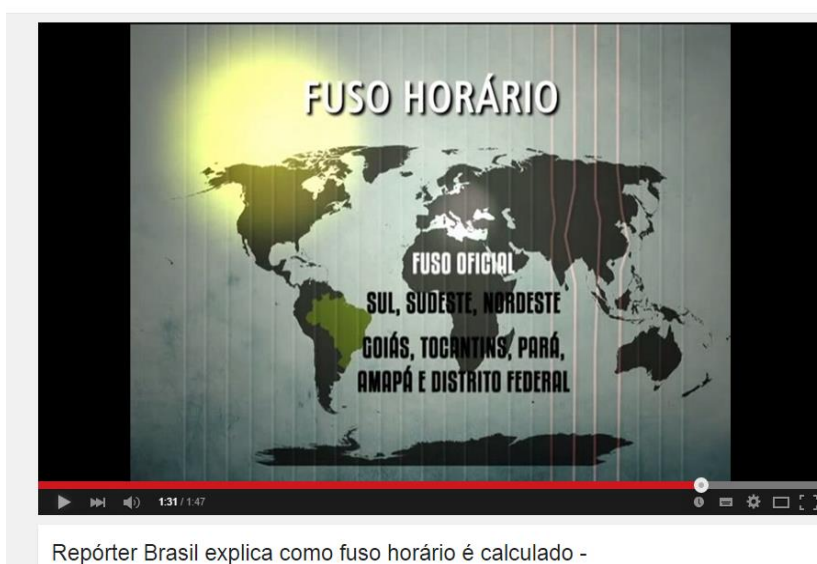 FUSO HORÁRIO
FUSO OFICIAL
SUL, SUDESTE, NORDESTE
GOIÁS, TOCANTINS, PARÁ,
AMAPÁ E DISTRITO FEDERAL
1:31 / 1:47
Repórter Brasil explica como fuso horário é calculado -